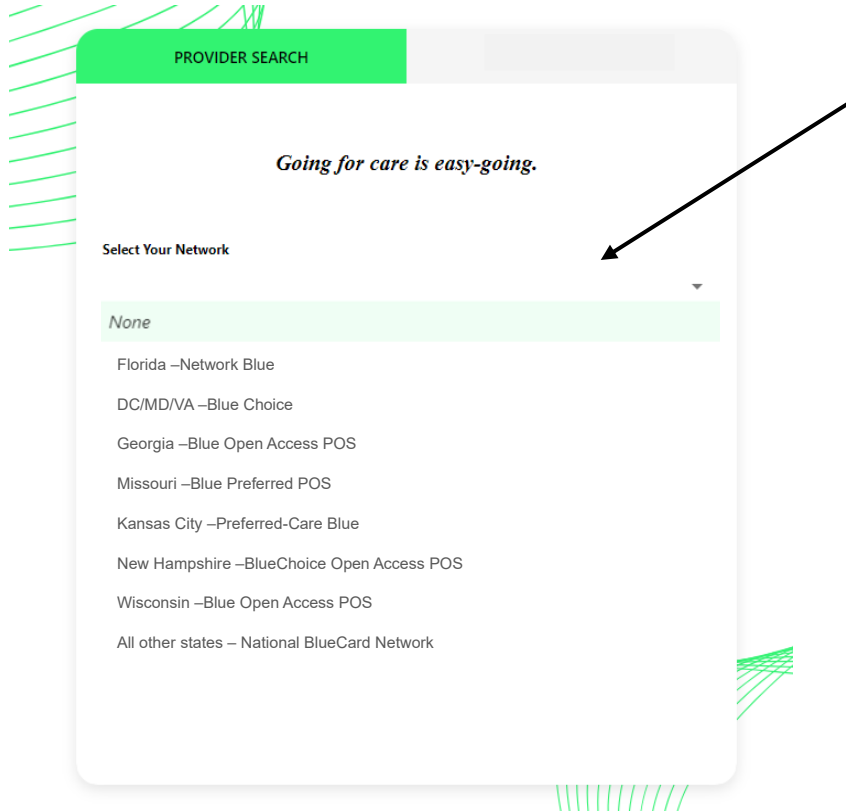 PROVIDER SEARCH
Going for care is easy-going.
Select Your Network
None
Florida –Network Blue
DC/MD/VA –Blue Choice
Georgia –Blue Open Access POS
Missouri –Blue Preferred POS
Kansas City –Preferred-Care Blue
New Hampshire –BlueChoice Open Access POS
Wisconsin –Blue Open Access POS
All other states – National BlueCard Network